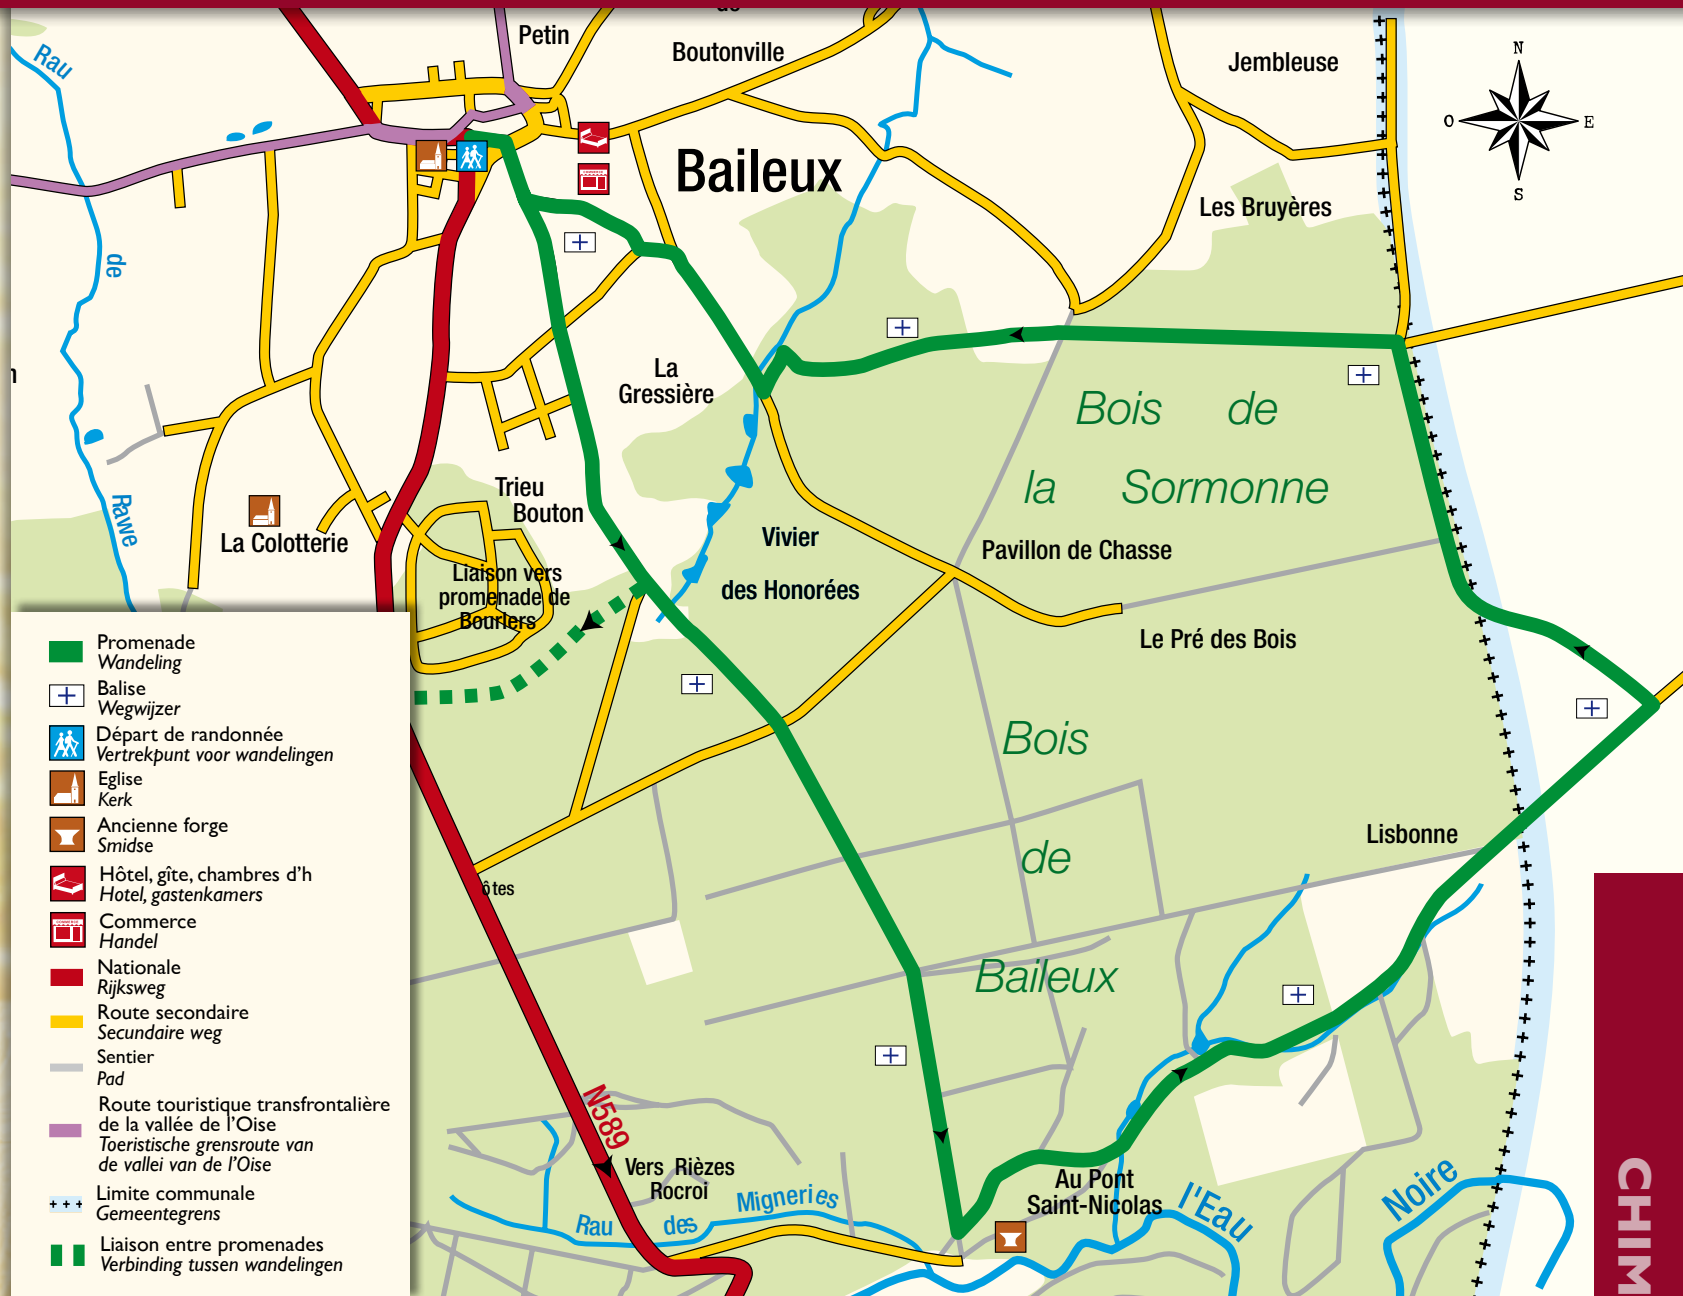 Petin
Boutonville
Jembleuse
N
O
E
S
Rau
de
Rawe
Baileux
Les Bruyères
La
Gressière
Bois de
la Sormonne
Trieu
Bouton
La Colotterie
Vivier
des Honorées
Pavillon de Chasse
Liaison vers
promenade de
Bourlers
Le Pré des Bois
Bois
de
Baileux
Lisbonne
ôtes
N589
Vers Rièzes
Rocroi
Rau des Migneries
Au Pont
Saint-Nicolas
l'Eau
Noire
CHIM
Promenade
Wandeling
Balise
Wegwijzer
Départ de randonnée
Vertrekpunt voor wandelingen
Eglise
Kerk
Ancienne forge
Smidse
Hôtel, gîte, chambres d'h
Hotel, gastenkamers
COMMERCE
Commerce
Handel
Nationale
Rijksweg
Route secondaire
Secundaire weg
Sentier
Pad
Route touristique transfrontalière
de la vallée de l'Oise
Toeristische grensroute van
de vallei van de l'Oise
Limite communale
Gemeentegrens
Liaison entre promenades
Verbinding tussen wandelingen